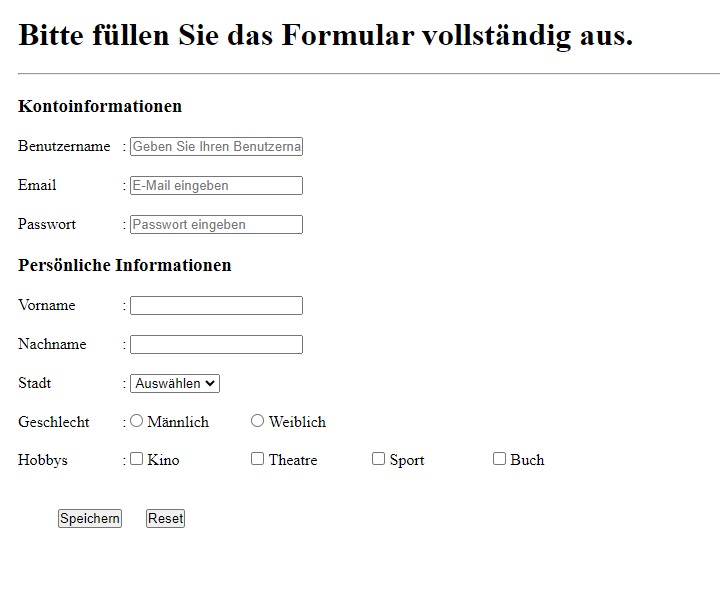 Bitte füllen Sie das Formular vollständig aus.
Kontoinformationen
Benutzername : Geben Sie Ihren Benutzerna
Email : E-Mail eingeben
Passwort : Passwort eingeben
Persönliche Informationen
Vorname :
Nachname :
Stadt : Auswählen
Geschlecht : Männlich Weiblich
Hobbys : Kino Theatre Sport Buch
Speichern Reset